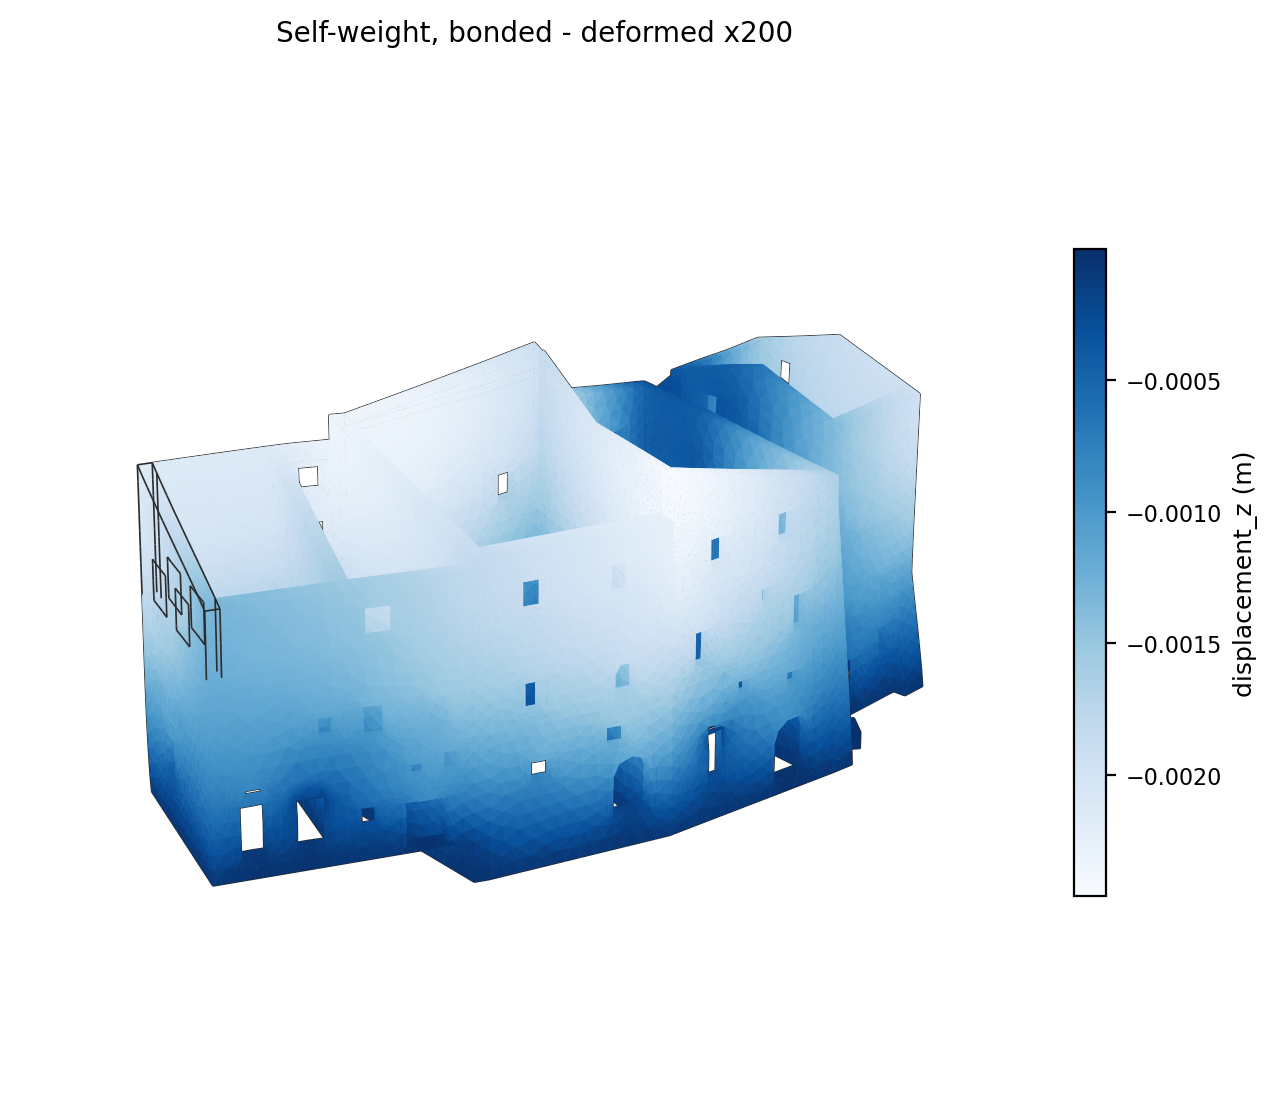 Self-weight, bonded - deformed x200
−0.0005
−0.0010
−0.0015
−0.0020
displacement_z (m)